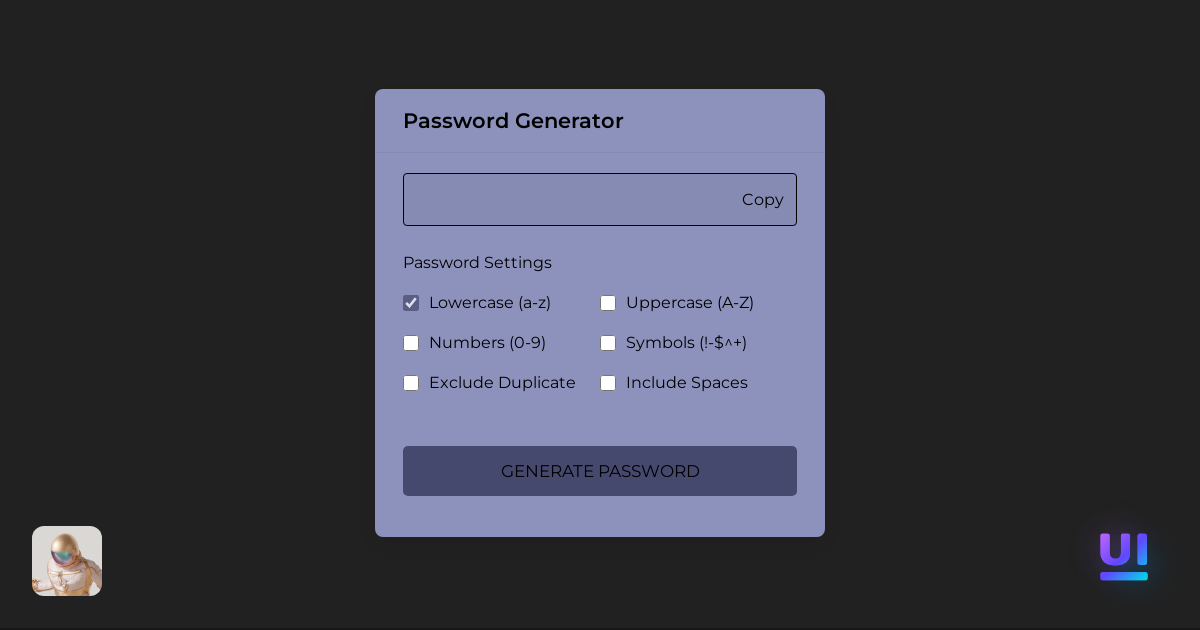 Password Generator
Copy
Password Settings
Lowercase (a-z) Uppercase (A-Z)
Numbers (0-9) Symbols (!-$^+)
Exclude Duplicate Include Spaces
GENERATE PASSWORD
UI